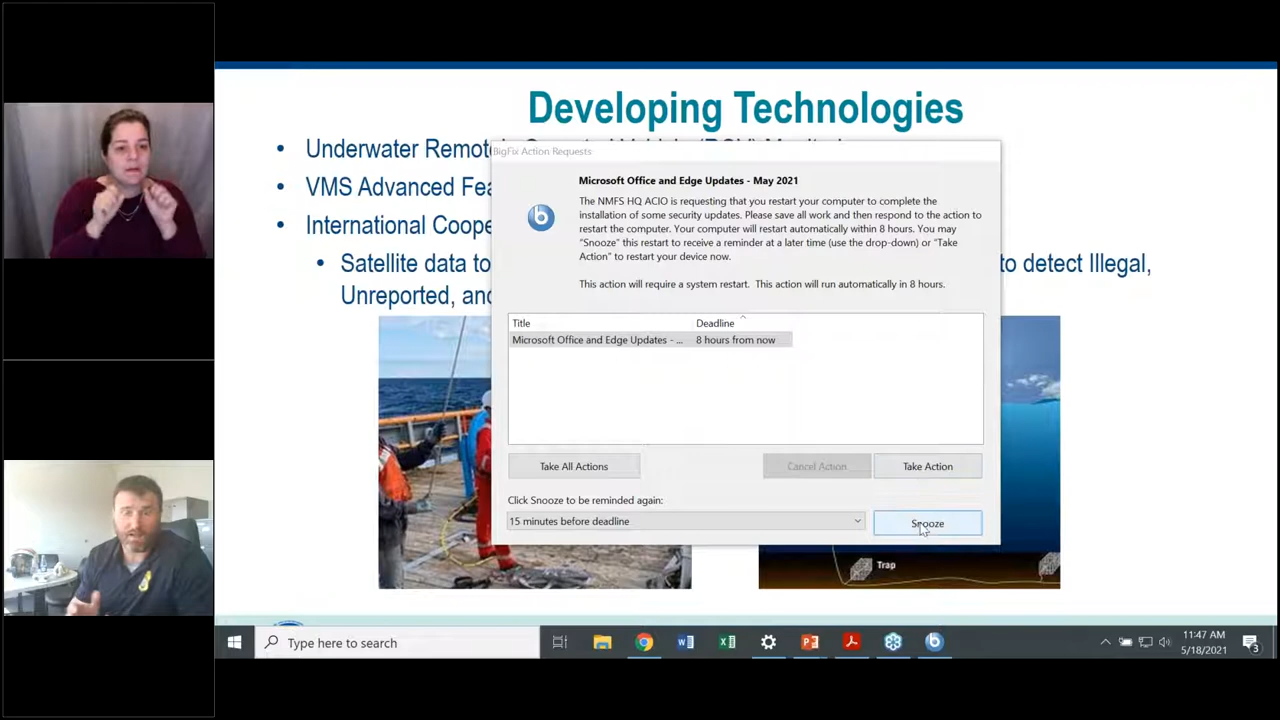 Developing Technologies
• Underwater Remote
• VMS Advanced Fea
• International Coope
• Satellite data to
to detect Illegal,
Unreported, and
BigFix Action Requests
Microsoft Office and Edge Updates - May 2021
The NMFS HQ ACIO is requesting that you restart your computer to complete the
installation of some security updates. Please save all work and then respond to the action to
restart the computer. Your computer will restart automatically within 8 hours. You may
"Snooze" this restart to receive a reminder at a later time (use the drop-down) or "Take
Action" to restart your device now.
This action will require a system restart. This action will run automatically in 8 hours.
Title Deadline
Microsoft Office and Edge Updates - ... 8 hours from now
Take All Actions Cancel Action Take Action
Click Snooze to be reminded again:
15 minutes before deadline Snooze
Trap
Type here to search
11:47 AM
5/18/2021
3